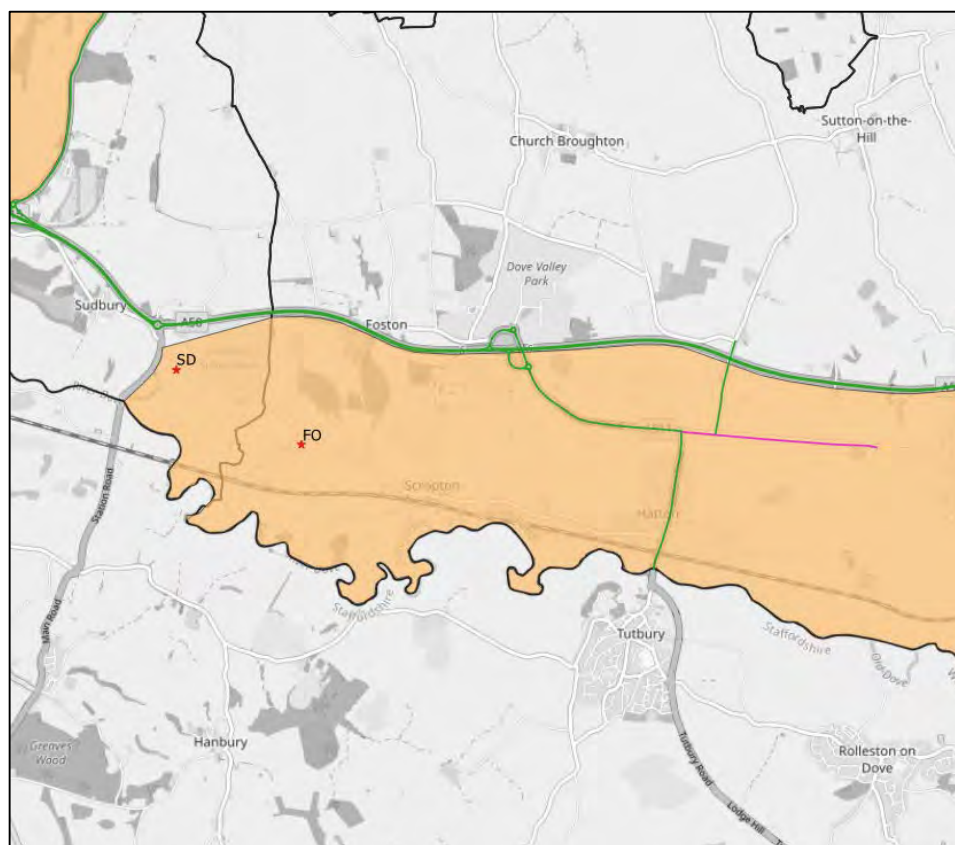 Sutton-on-the-
Hill
Church Broughton
Dove Valley
Park
Sudbury
A50
Foston
SD
FO
Station Road
Scropton
Hatton
Staffordshire
Main Road
Tutbury
Staffordshire
Old Dove
Greaves
Wood
Hanbury
Tutbury Road
Rolleston on
Dove
Lodge Hill